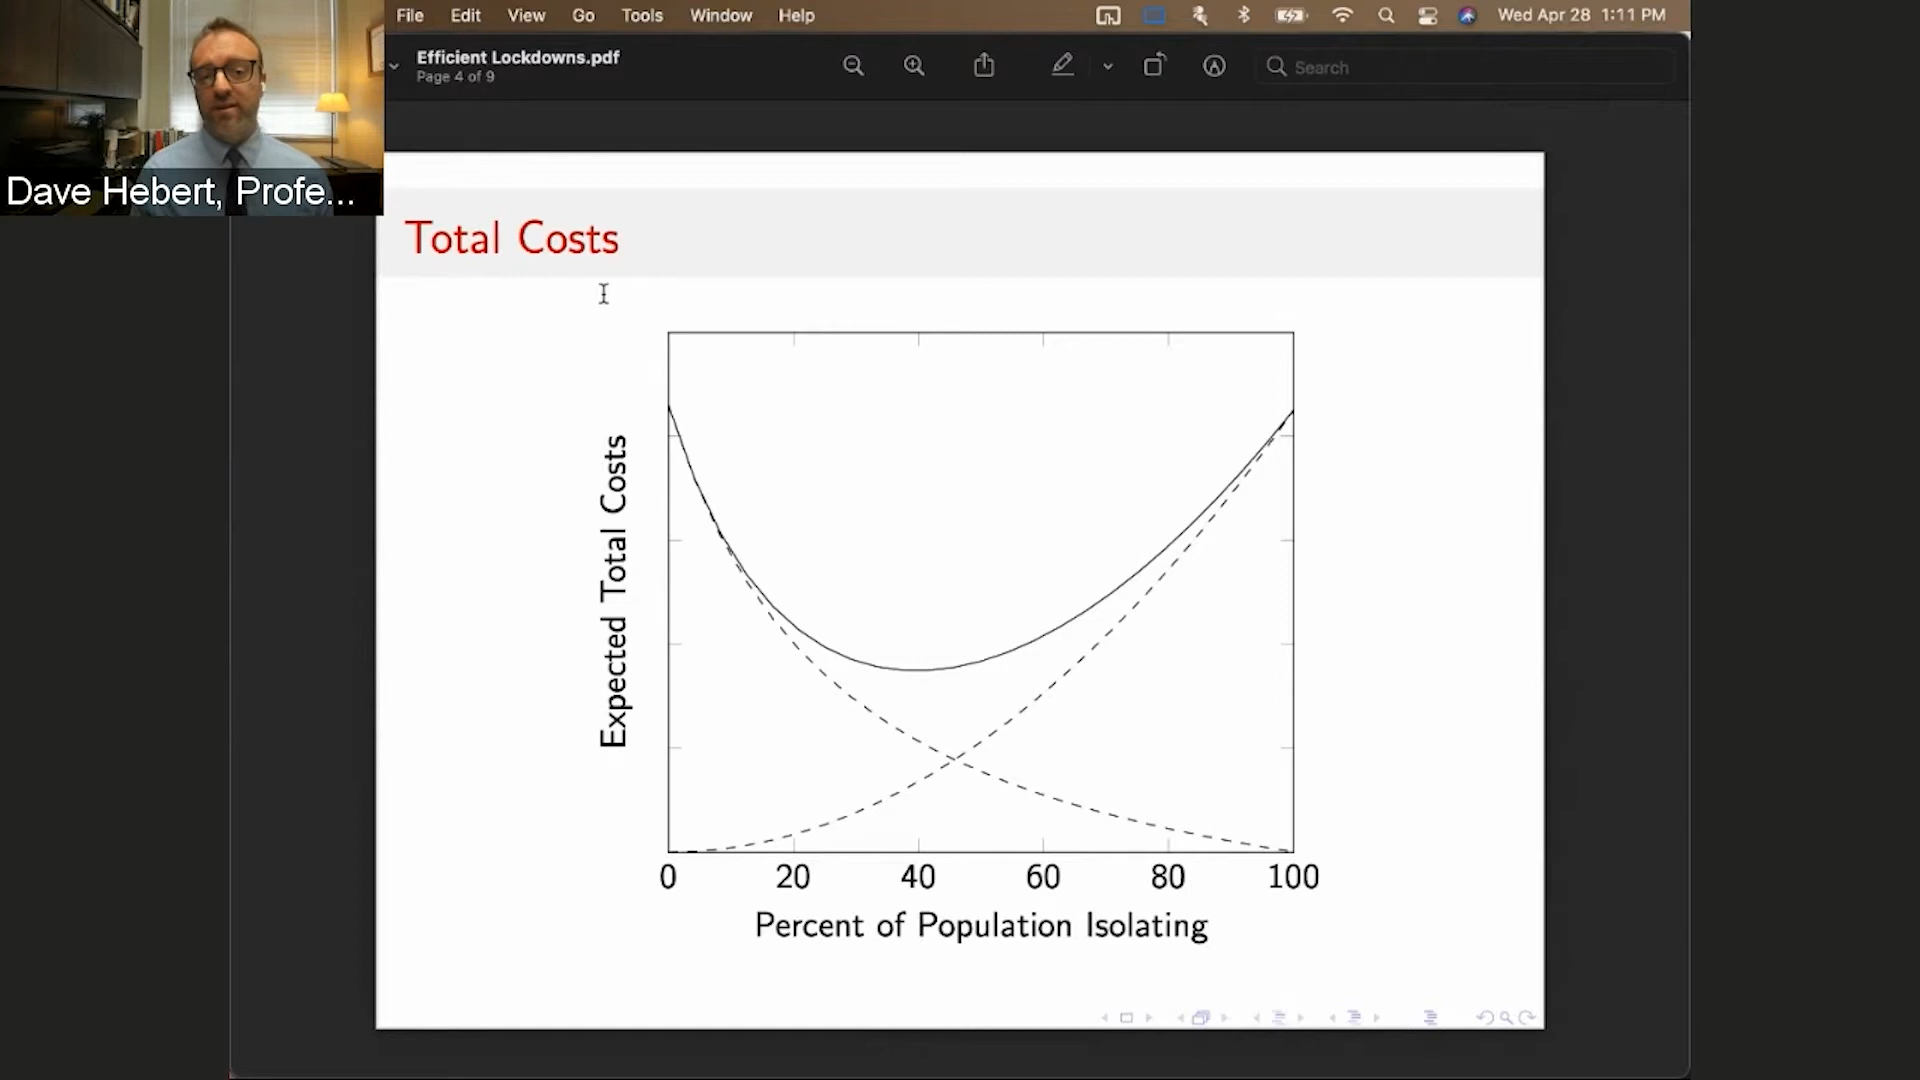 File Edit View Go Tools Window Help
Wed Apr 28 1:11 PM
Efficient Lockdowns.pdf
Page 4 of 9
Search
Dave Hebert, Profe...
Total Costs
Expected Total Costs
0 20 40 60 80 100
Percent of Population Isolating